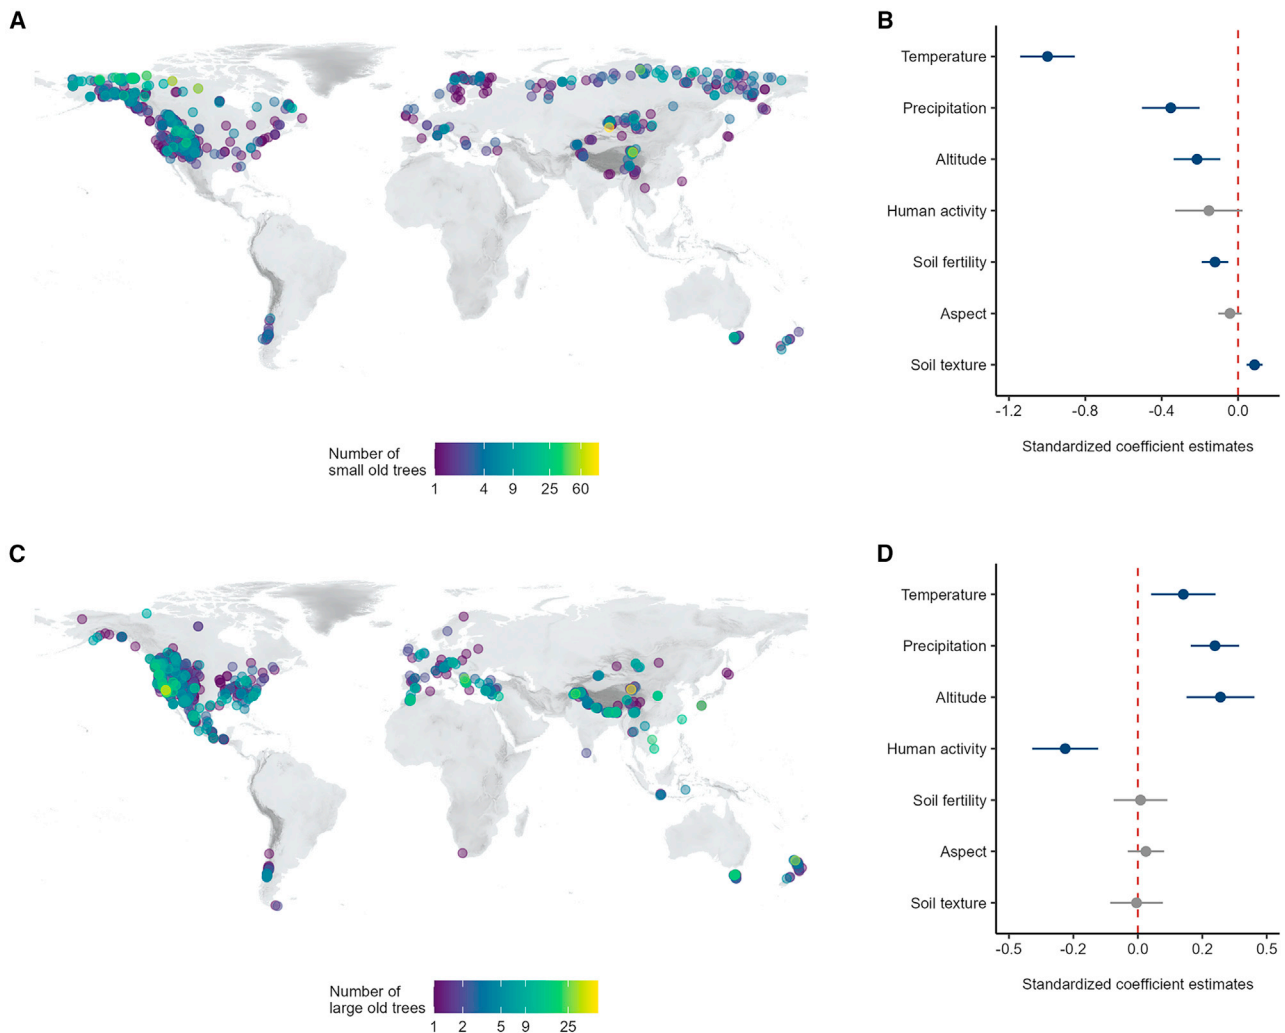 A
B
Temperature
Precipitation
Altitude
Human activity
Soil fertility
Aspect
Soil texture
-1.2 -0.8 -0.4 0.0
Standardized coefficient estimates
Number of
small old trees
1 4 9 25 60
C
D
Temperature
Precipitation
Altitude
Human activity
Soil fertility
Aspect
Soil texture
-0.5 -0.2 0.0 0.2 0.5
Standardized coefficient estimates
Number of
large old trees
1 2 5 9 25